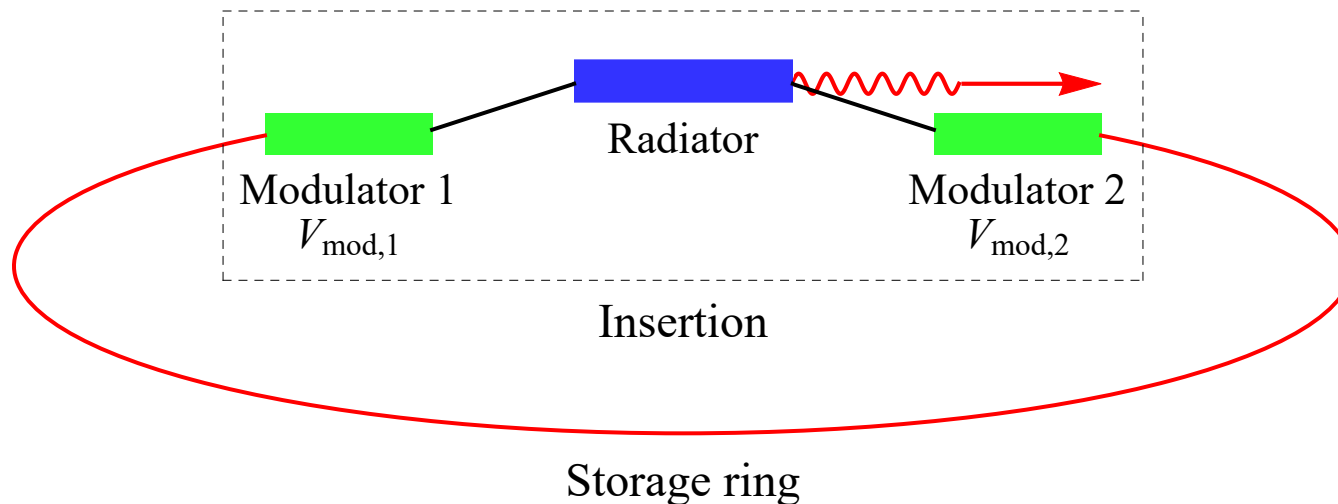 Radiator
Modulator 1
Modulator 2
V_mod,1
V_mod,2
Insertion
Storage ring